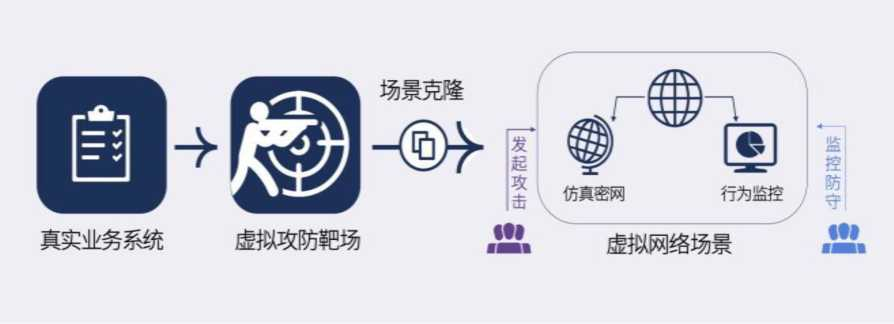 真实业务系统
虚拟攻防靶场
场景克隆
发起攻击
仿真密网
行为监控
虚拟网络场景
监控防守